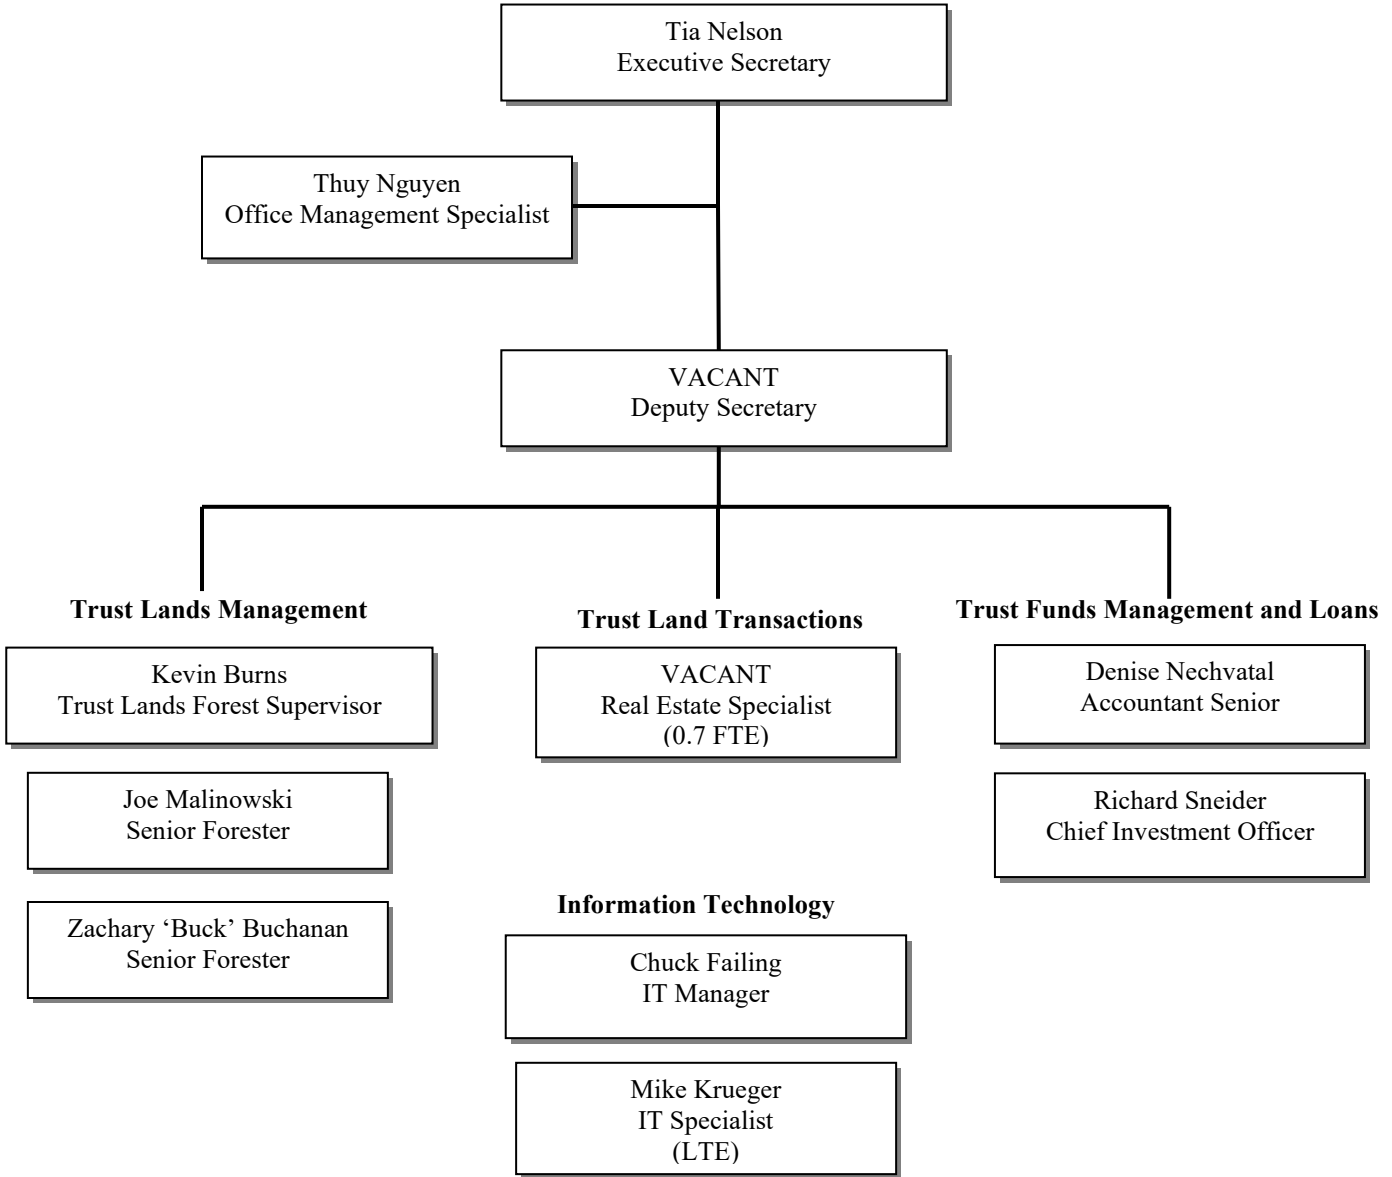 Tia Nelson
Executive Secretary
Thuy Nguyen
Office Management Specialist
VACANT
Deputy Secretary
Trust Lands Management
Kevin Burns
Trust Lands Forest Supervisor
Joe Malinowski
Senior Forester
Zachary ‘Buck’ Buchanan
Senior Forester
Trust Land Transactions
VACANT
Real Estate Specialist
(0.7 FTE)
Information Technology
Chuck Failing
IT Manager
Mike Krueger
IT Specialist
(LTE)
Trust Funds Management and Loans
Denise Nechvatal
Accountant Senior
Richard Sneider
Chief Investment Officer